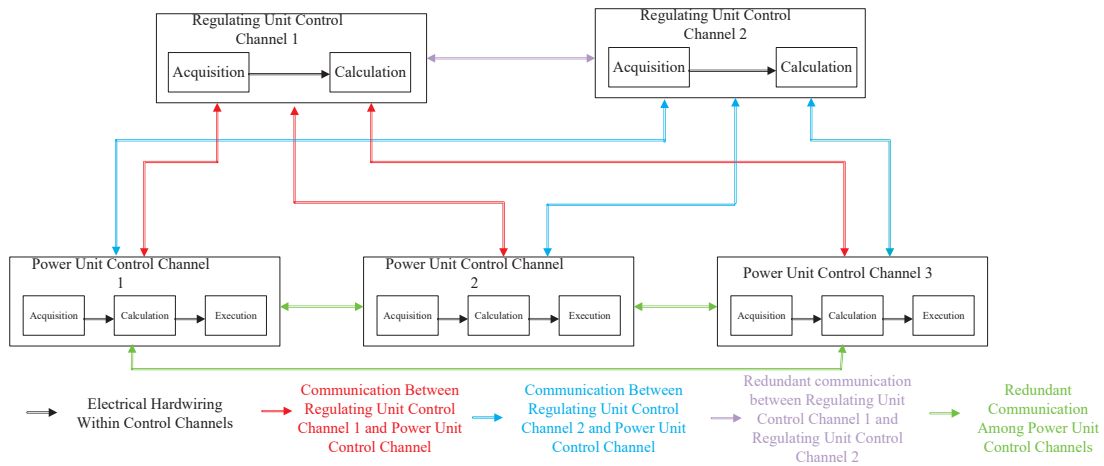 Regulating Unit Control
Channel 1
Acquisition
Calculation
Regulating Unit Control
Channel 2
Acquisition
Calculation
Power Unit Control Channel
1
Acquisition
Calculation
Execution
Power Unit Control Channel
2
Acquisition
Calculation
Execution
Power Unit Control Channel 3
Acquisition
Calculation
Execution
Electrical Hardwiring
Within Control Channels
Communication Between
Regulating Unit Control
Channel 1 and Power Unit
Control Channel
Communication Between
Regulating Unit Control
Channel 2 and Power Unit
Control Channel
Redundant communication
between Regulating Unit
Control Channel 1 and
Regulating Unit Control
Channel 2
Redundant
Communication
Among Power Unit
Control Channels